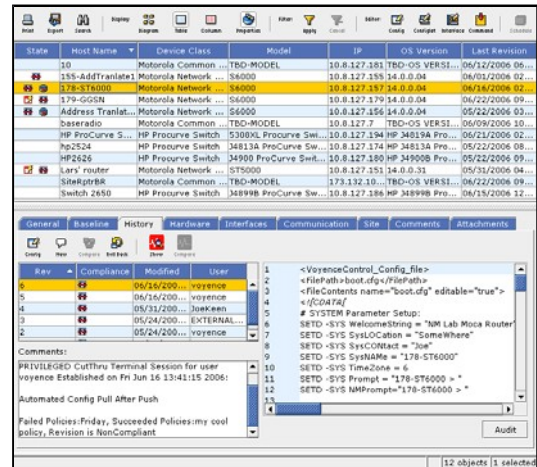 Print Export Search Display: Diagram Table Column Properties Filter: Apply Cancel Editor: Config Configlet Interface Command Schedule
State Host Name Device Class Model IP OS Version Last Revision
10 Motorola Common ... TBD-MODEL 10.8.127.181 TBD-OS VERSI... 06/12/2006 06...
155-AddTranlate1 Motorola Network ... S6000 10.8.127.155 14.0.0.04 06/01/2006 02...
178-ST6000 Motorola Network ... S6000 10.8.127.157 14.0.0.04 06/16/2006 02...
179-GGSN Motorola Network ... S6000 10.8.127.179 14.0.0.04 06/22/2006 09...
Address Tranlat... Motorola Network ... S6000 10.8.127.156 14.0.0.04 05/22/2006 03...
baseradio Motorola Common ... TBD-MODEL 10.8.127.7 TBD-OS VERSI... 06/09/2006 10...
HP ProCurve S... HP Procurve Switch 5308XL Procurve Swi... 10.8.127.194 HP J4819A Pro... 06/21/2006 02...
hp2524 HP Procurve Switch J4813A ProCurve Sw... 10.8.127.174 HP J4813A Pro... 05/22/2006 08...
HP2626 HP Procurve Switch J4900 ProCurve Swit... 10.8.127.180 HP J4900B Pro... 05/22/2006 09...
Lars' router Motorola Network ... ST5000 10.8.127.151 14.0.0.31 05/31/2006 04...
SiteRptrBR Motorola Common ... TBD-MODEL 173.132.10... TBD-OS VERSI... 06/22/2006 09...
Switch 2650 HP Procurve Switch J4899B ProCurve Sw... 10.8.127.186 HP J4899B Pro... 06/15/2006 12...
General Baseline History Hardware Interfaces Communication Site Comments Attachments
Config View Compare Roll Back Show Compare
Rev Compliance Modified User
6 06/16/200... voyence
5 06/16/200... voyence
4 05/31/200... JoeKeen
3 05/24/200... EXTERNAL...
2 05/24/200... voyence
Comments:
PRIVILEGED CutThru Terminal Session for user
voyence Established on Fri Jun 16 13:41:15 2006:
Automated Config Pull After Push
Failed Policies:Friday, Succeeded Policies:my cool
policy, Revision is NonCompliant
1 <VoyenceControl_Config_file>
2 <filePath>boot.cfg</filePath>
3 <FileContents name="boot.cfg" editable="true">
4 <![CDATA[
5 # SYSTEM Parameter Setup:
6 SETD -SYS WelcomeString = "NM Lab Moca Router"
7 SETD -SYS SysLOCation = "SomeWhere"
8 SETD -SYS SysCONtact = "Joe"
9 SETD -SYS SysNAMe = "178-ST6000"
10 SETD -SYS TimeZone = 6
11 SETD -SYS Prompt = "178-ST6000 > "
12 SETD -SYS NMPrompt="178-ST6000 > "
13
Audit
12 objects 1 selected